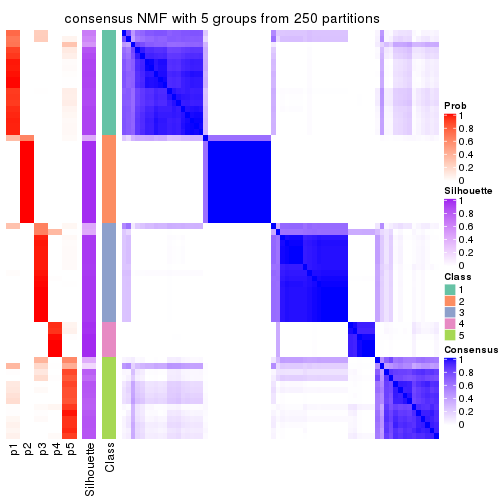 consensus NMF with 5 groups from 250 partitions
Prob
1
0.8
0.6
0.4
0.2
0
Silhouette
1
0.8
0.6
0.4
0.2
0
Class
1
2
3
4
5
Consensus
1
0.8
0.6
0.4
0.2
0
p1
p2
p3
p4
p5
Silhouette
Class